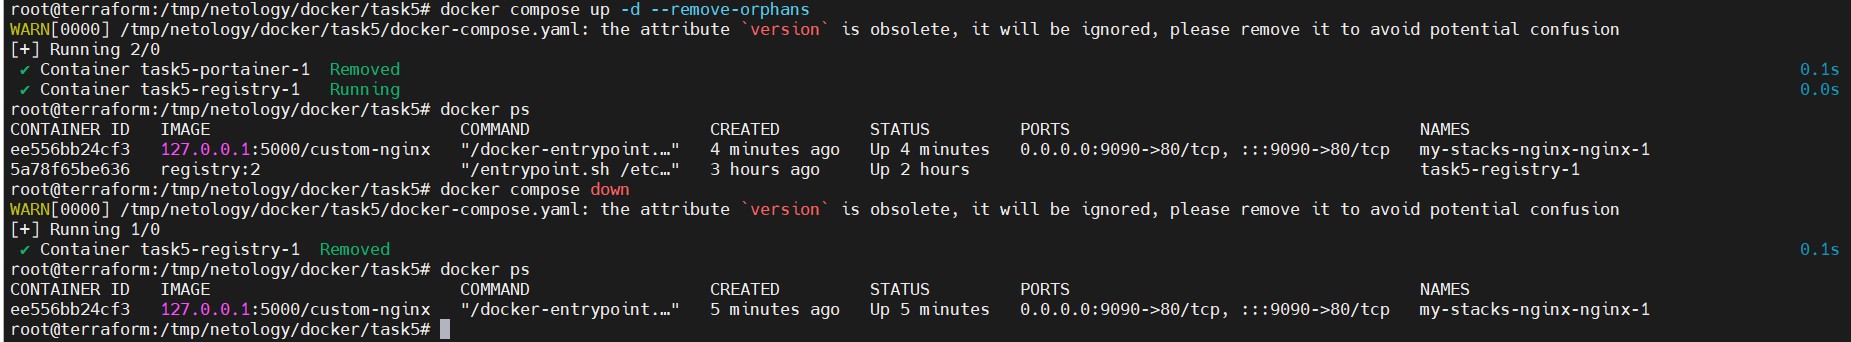 root@terraform:/tmp/netology/docker/task5# docker compose up -d --remove-orphans
WARN[0000] /tmp/netology/docker/task5/docker-compose.yaml: the attribute `version` is obsolete, it will be ignored, please remove it to avoid potential confusion
[+] Running 2/0
✔ Container task5-portainer-1  Removed 0.1s
✔ Container task5-registry-1   Running 0.0s
root@terraform:/tmp/netology/docker/task5# docker ps
CONTAINER ID   IMAGE                         COMMAND                  CREATED         STATUS         PORTS                                   NAMES
ee556bb24cf3   127.0.0.1:5000/custom-nginx   "/docker-entrypoint.…"   4 minutes ago   Up 4 minutes   0.0.0.0:9090->80/tcp, :::9090->80/tcp   my-stacks-nginx-nginx-1
5a78f65be636   registry:2                    "/entrypoint.sh /etc…"   3 hours ago     Up 2 hours                                             task5-registry-1
root@terraform:/tmp/netology/docker/task5# docker compose down
WARN[0000] /tmp/netology/docker/task5/docker-compose.yaml: the attribute `version` is obsolete, it will be ignored, please remove it to avoid potential confusion
[+] Running 1/0
✔ Container task5-registry-1  Removed 0.1s
root@terraform:/tmp/netology/docker/task5# docker ps
CONTAINER ID   IMAGE                         COMMAND                  CREATED         STATUS         PORTS                                   NAMES
ee556bb24cf3   127.0.0.1:5000/custom-nginx   "/docker-entrypoint.…"   5 minutes ago   Up 5 minutes   0.0.0.0:9090->80/tcp, :::9090->80/tcp   my-stacks-nginx-nginx-1
root@terraform:/tmp/netology/docker/task5#